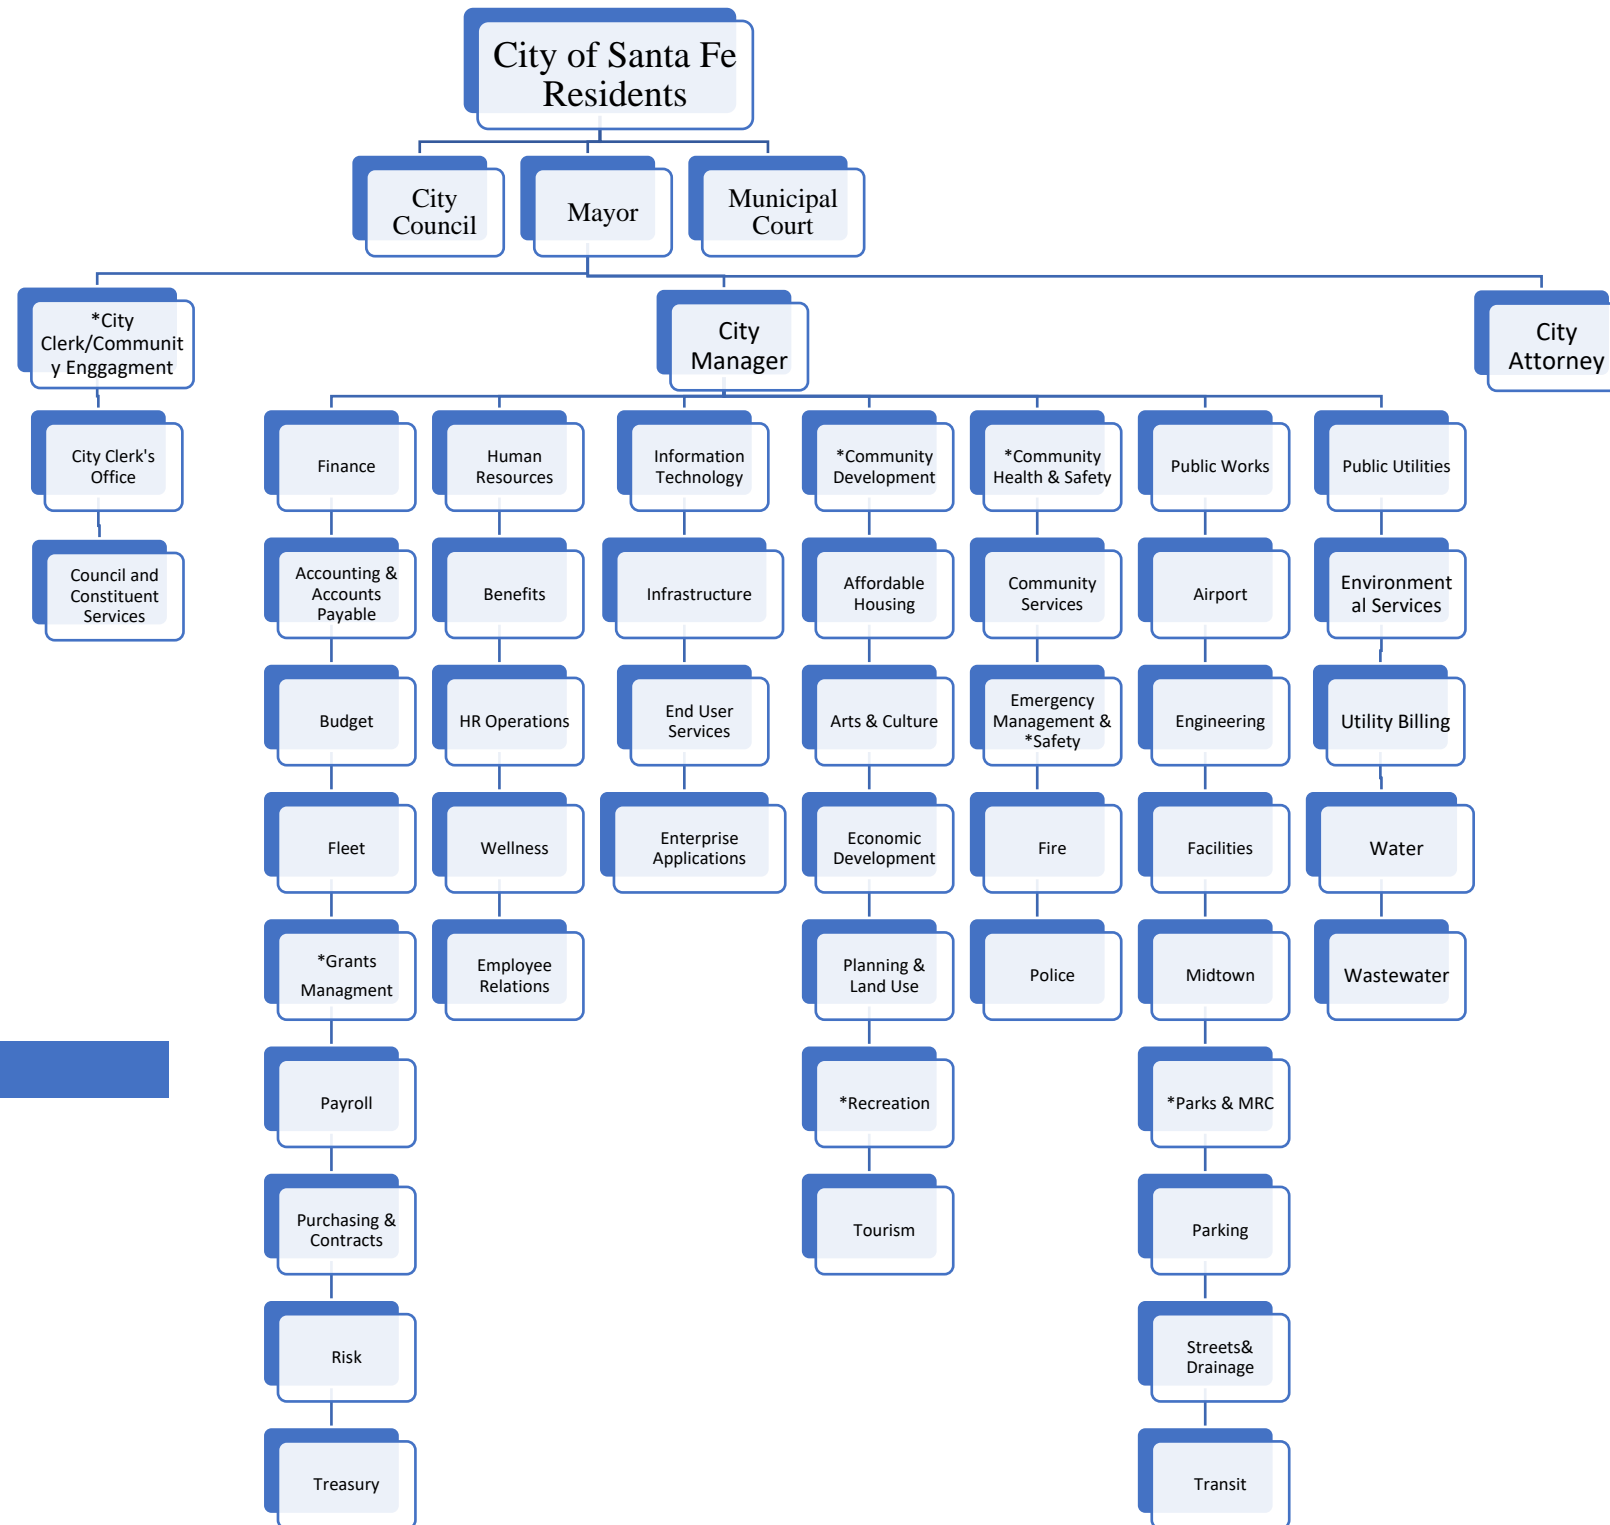 City of Santa Fe
Residents
City
Council
Mayor
Municipal
Court
*City
Clerk/Communit
y Enggagment
City
Manager
City
Attorney
City Clerk's
Office
Council and
Constituent
Services
Finance
Accounting &
Accounts
Payable
Budget
Fleet
*Grants
Managment
Payroll
Purchasing &
Contracts
Risk
Treasury
Human
Resources
Benefits
HR Operations
Wellness
Employee
Relations
Information
Technology
Infrastructure
End User
Services
Enterprise
Applications
*Community
Development
Affordable
Housing
Arts & Culture
Economic
Development
Planning &
Land Use
*Recreation
Tourism
*Community
Health & Safety
Community
Services
Emergency
Management &
*Safety
Fire
Police
Public Works
Airport
Engineering
Facilities
Midtown
*Parks & MRC
Parking
Streets&
Drainage
Transit
Public Utilities
Environment
al Services
Utility Billing
Water
Wastewater